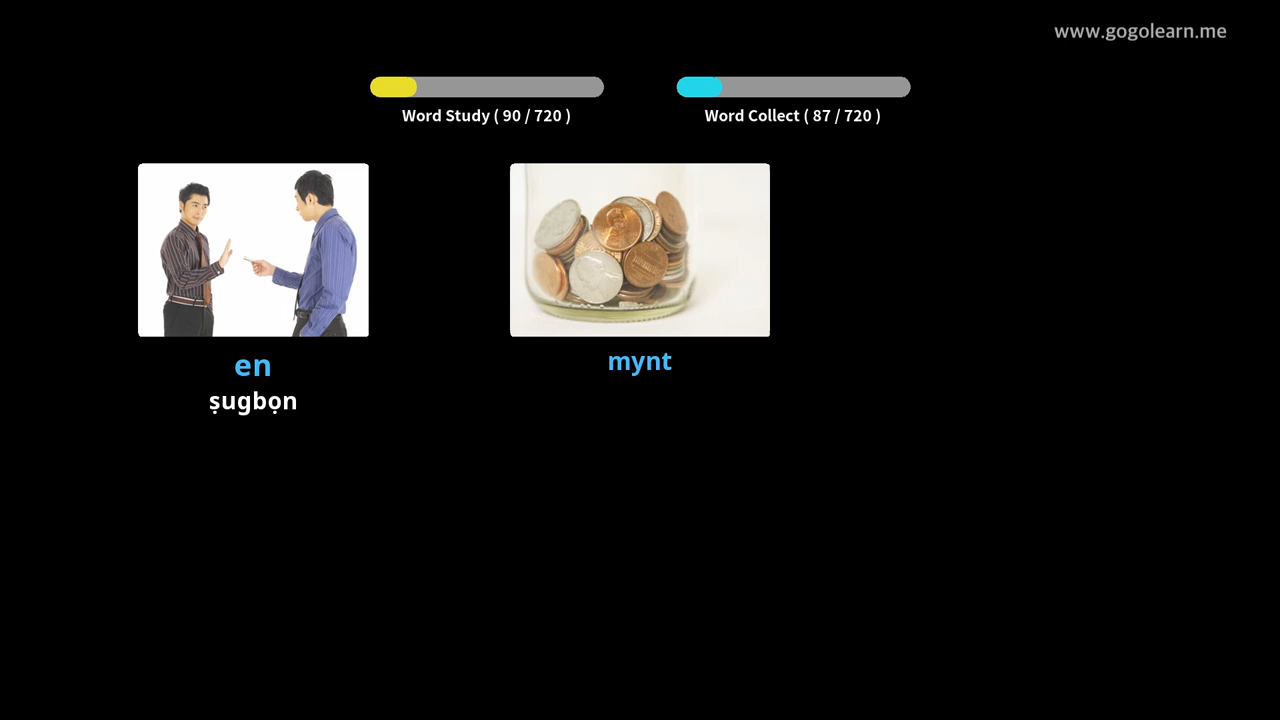 www.gogolearn.me
Word Study ( 90 / 720 )
Word Collect ( 87 / 720 )
en
ṣugbọn
mynt